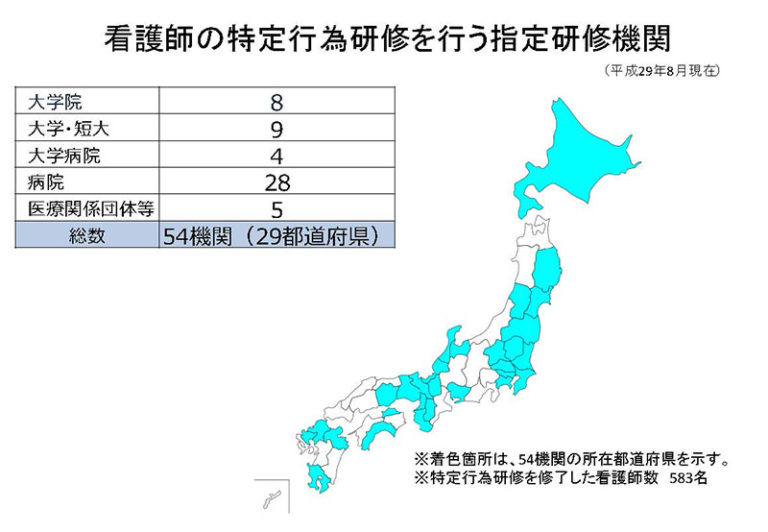 看護師の特定行為研修を行う指定研修機関
（平成29年8月現在）
大学院 8
大学・短大 9
大学病院 4
病院 28
医療関係団体等 5
総数 54機関（29都道府県）
※着色箇所は、54機関の所在都道府県を示す。
※特定行為研修を修了した看護師数 583名